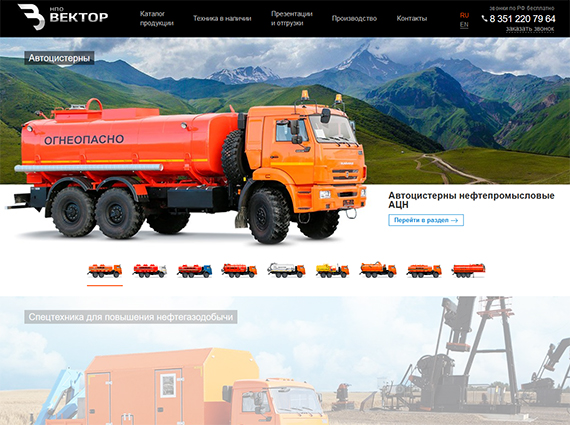 НПО
ВЕКТОР
Каталог
продукции
Техника в наличии
Презентации
и отгрузки
Производство
Контакты
RU
EN
звонки по РФ бесплатно
8 351 220 79 64
заказать звонок
Автоцистерны
ОГНЕОПАСНО
Автоцистерны нефтепромысловые
АЦН
Перейти в раздел →
Спецтехника для повышения нефтегазодобычи